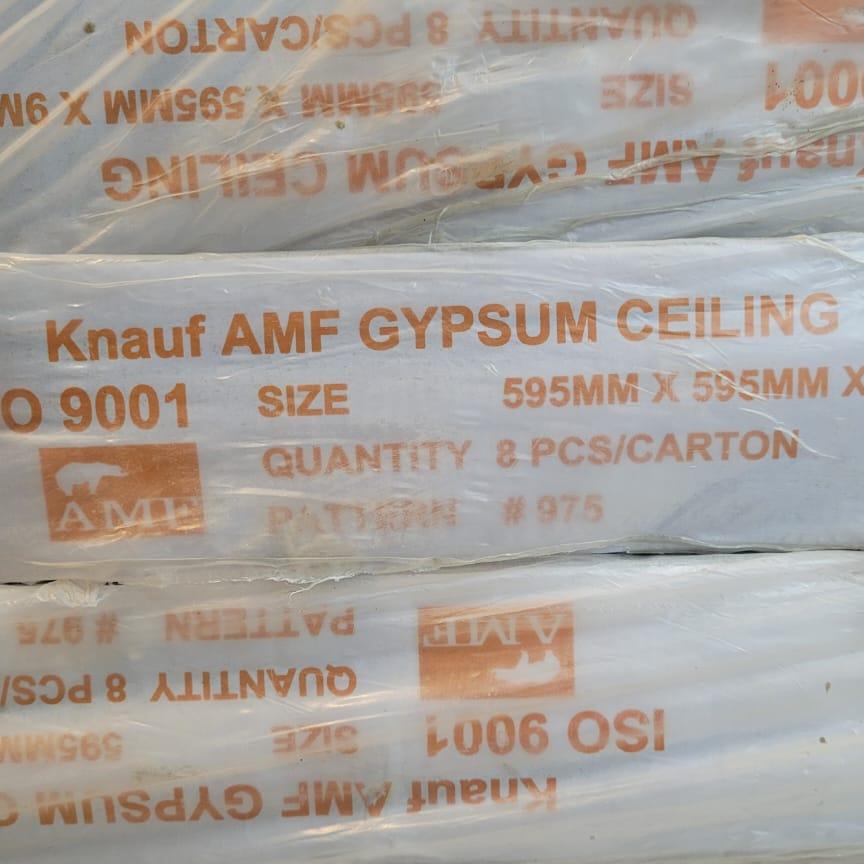 QUANTITY 8 PCS/CARTON
SIZE 595MM X 595MM X 9M
9001
Knauf AMF GYPSUM CEILING
Knauf AMF GYPSUM CEILING
O 9001 SIZE 595MM X 595MM X
QUANTITY 8 PCS/CARTON
AMF
PATTERN # 975
PATTERN # 975
AMF
QUANTITY 8 PCS/
ISO 9001
SIZE 595MM
Knauf AMF GYPSUM C